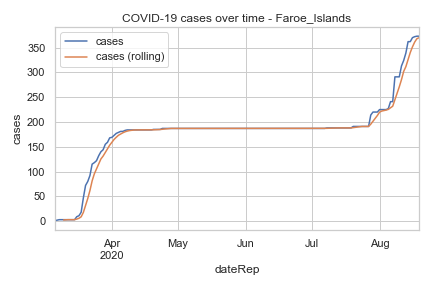 COVID-19 cases over time - Faroe_Islands
cases
cases (rolling)
350
300
250
200
150
100
50
0
cases
Apr
2020
May
Jun
Jul
Aug
dateRep